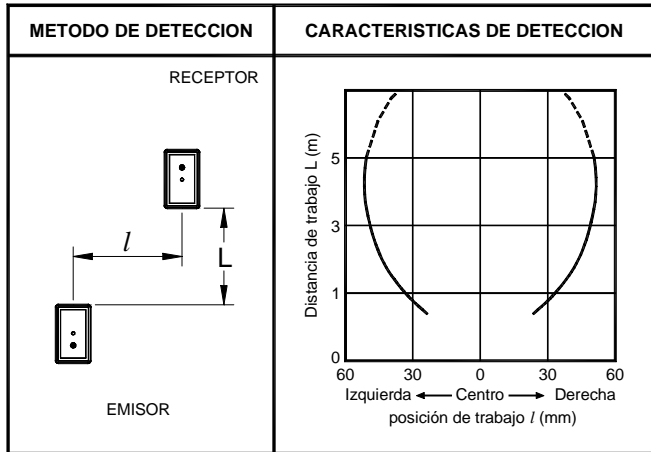 METODO DE DETECCION
CARACTERISTICAS DE DETECCION
RECEPTOR
l
L
EMISOR
Distancia de trabajo L (m)
5
3
1
0
60 30 0 30 60
Izquierda Centro Derecha
posición de trabajo l (mm)